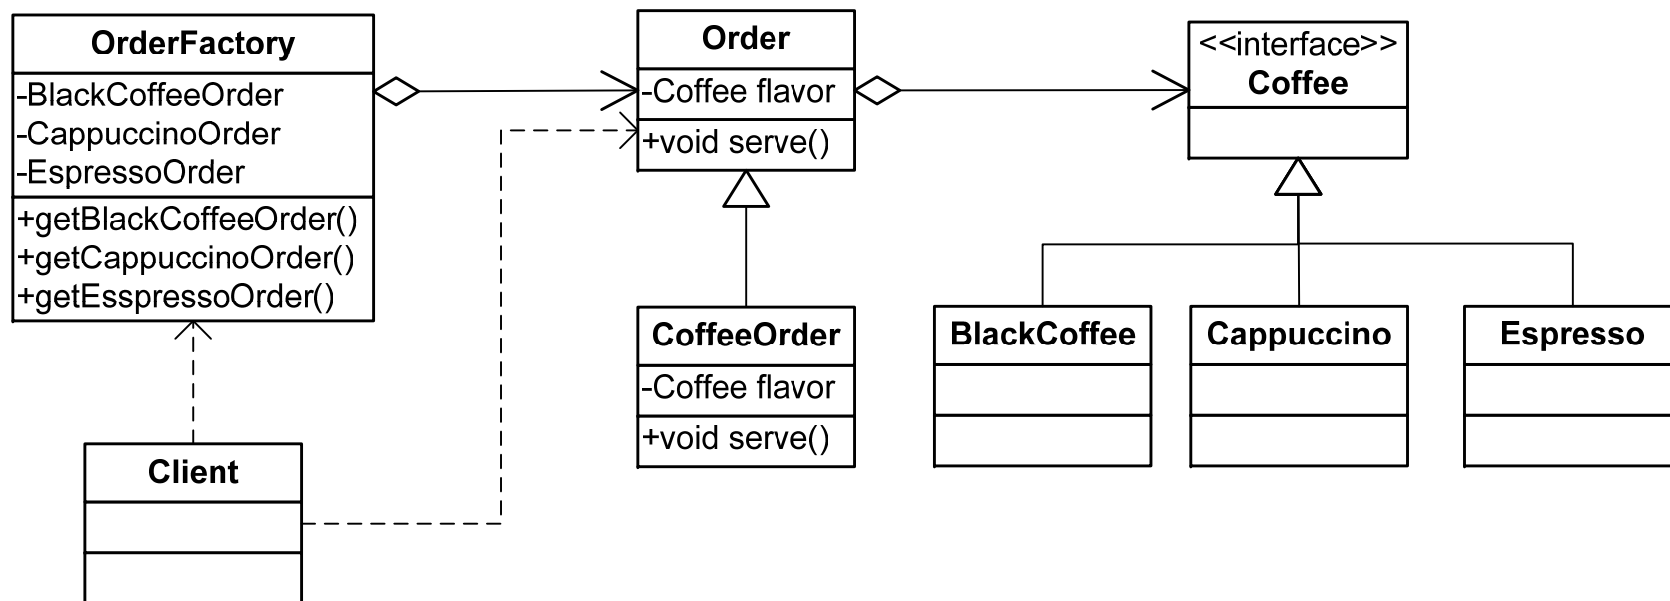 OrderFactory
-BlackCoffeeOrder
-CappuccinoOrder
-EspressoOrder
+getBlackCoffeeOrder()
+getCappuccinoOrder()
+getEsspressoOrder()
Order
-Coffee flavor
+void serve()
<<interface>>
Coffee
CoffeeOrder
-Coffee flavor
+void serve()
BlackCoffee
Cappuccino
Espresso
Client